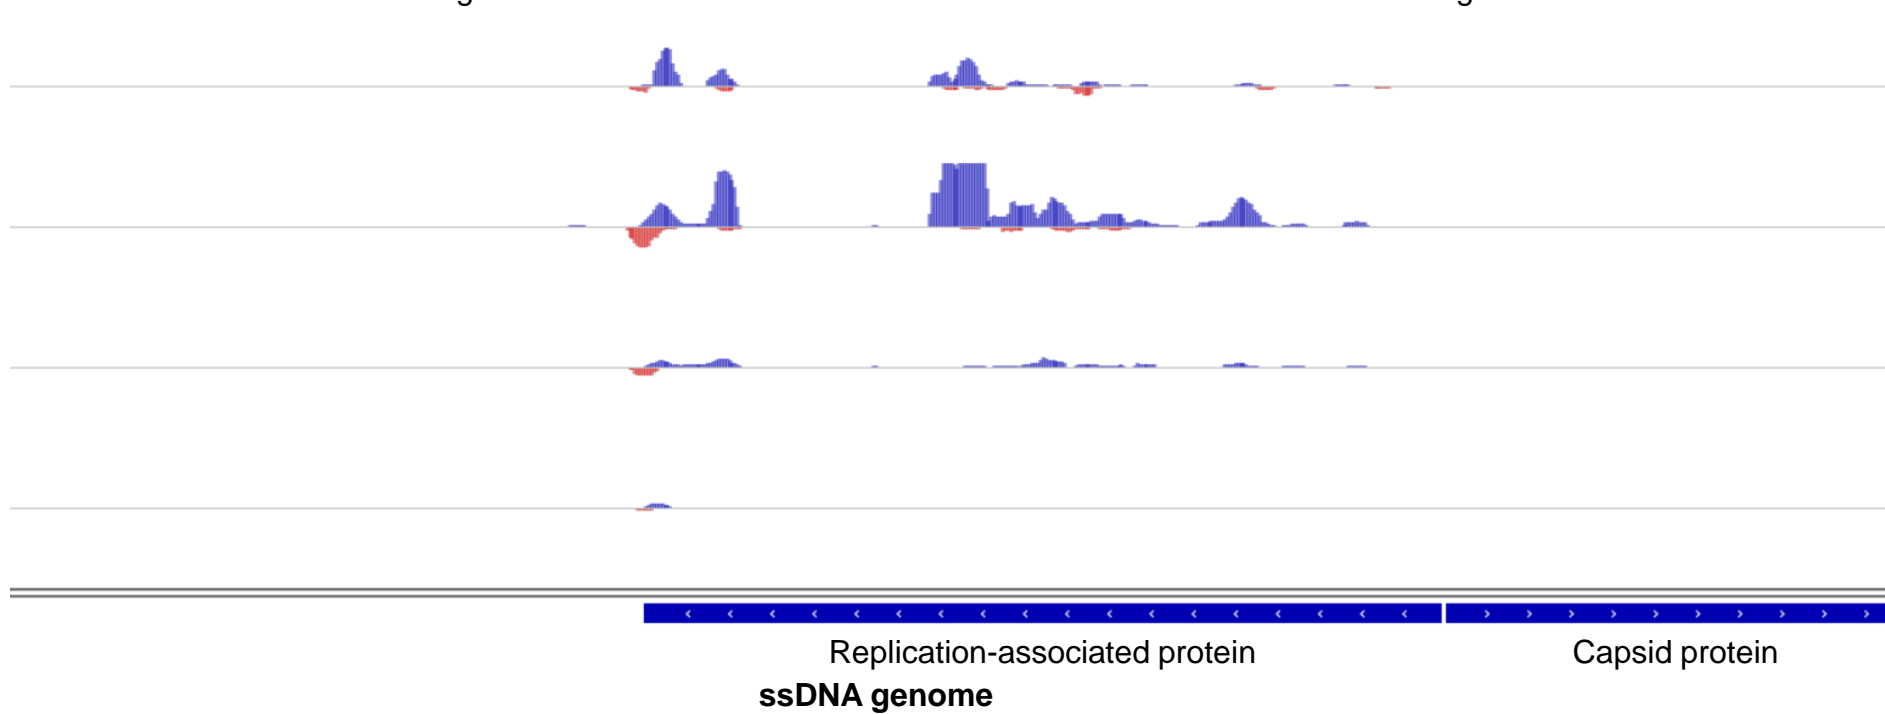 Replication-associated protein
Capsid protein
ssDNA genome